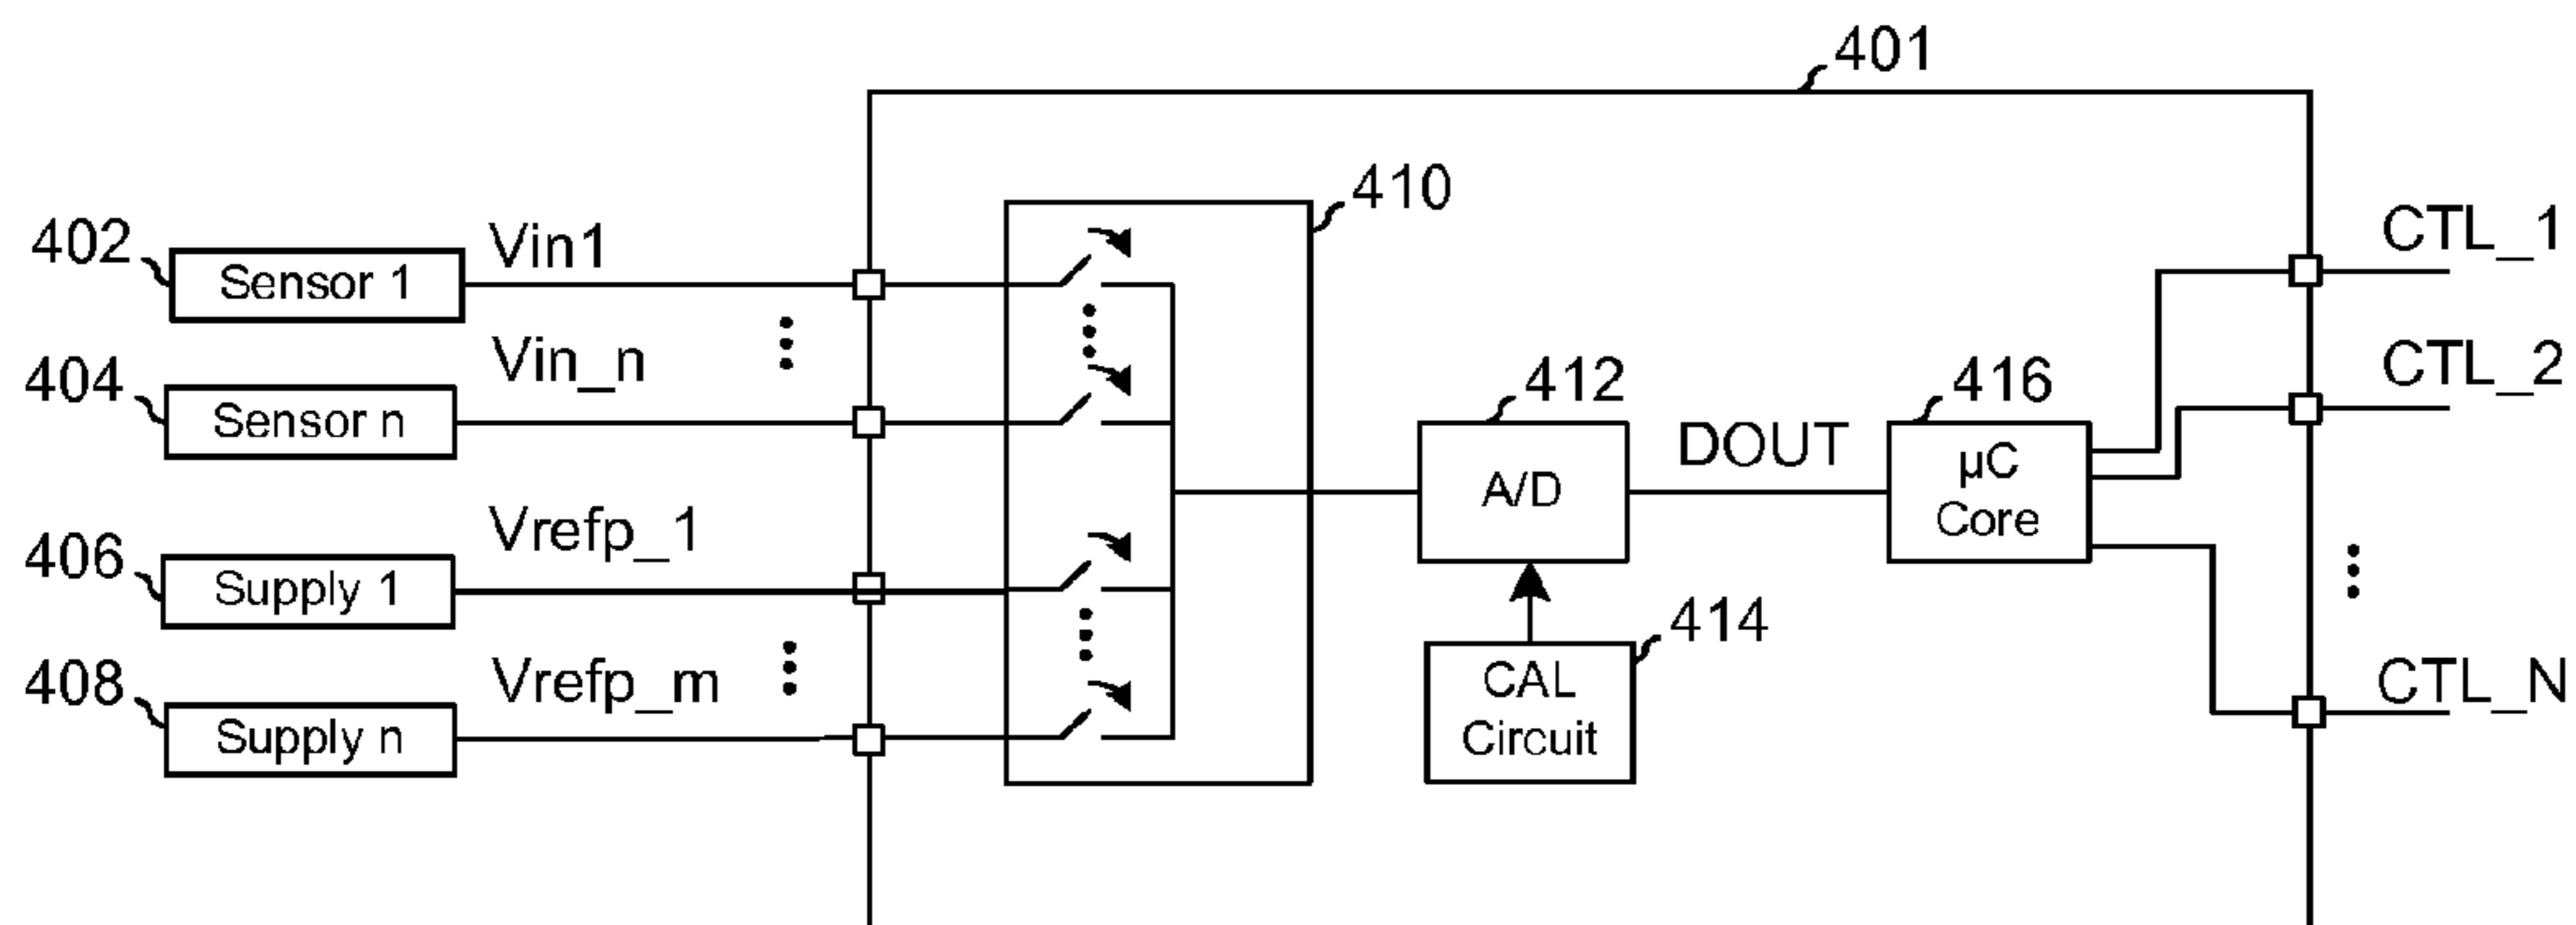 401
410
402
Sensor 1
Vin1
CTL_1
404
Sensor n
Vin_n
CTL_2
412
A/D
DOUT
416
µC
Core
406
Supply 1
Vrefp_1
414
CAL
Circuit
408
Supply n
Vrefp_m
CTL_N